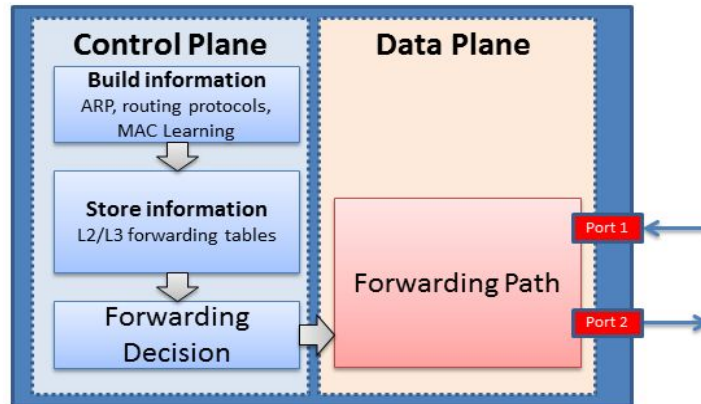 Control Plane
Build information
ARP, routing protocols,
MAC Learning
Store information
L2/L3 forwarding tables
Forwarding
Decision
Data Plane
Forwarding Path
Port 1
Port 2